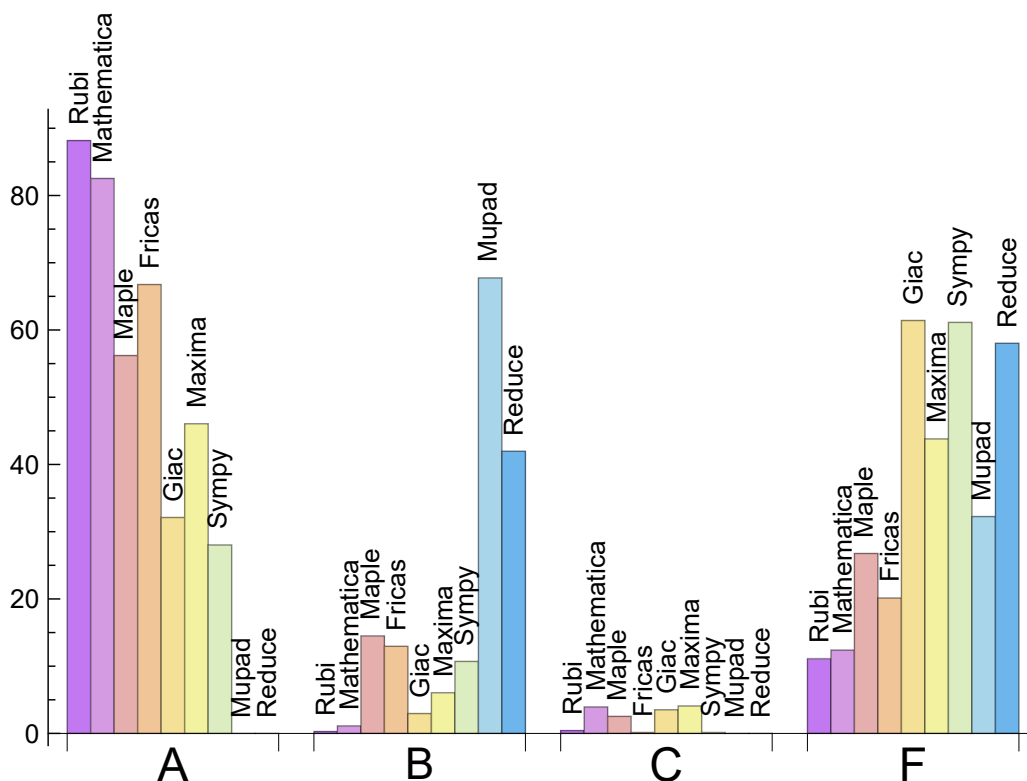 Rubi
Mathematica
Maple
Fricas
Giac
Maxima
Sympy
Mupad
Reduce
Rubi
Mathematica
Maple
Fricas
Giac
Maxima
Sympy
Mupad
Reduce
Rubi
Mathematica
Maple
Fricas
Giac
Maxima
Sympy
Mupad
Reduce
Rubi
Mathematica
Maple
Fricas
Giac
Maxima
Sympy
Mupad
Reduce
80
60
40
20
0
A B C F